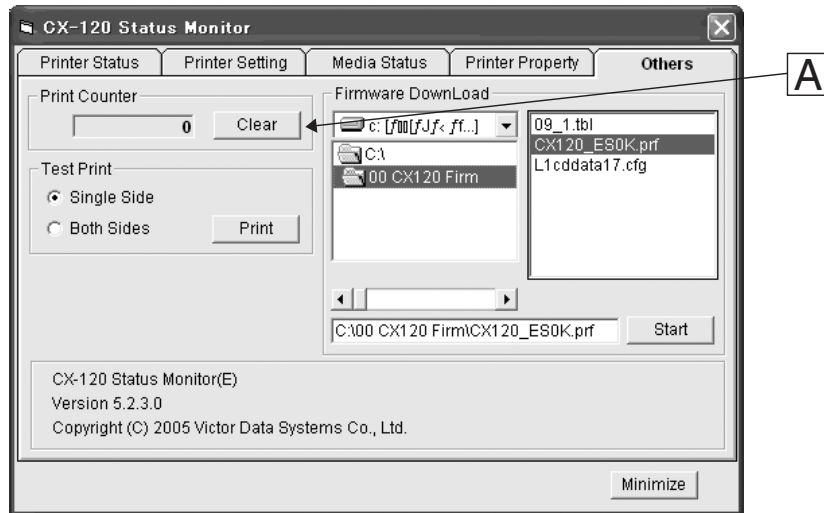 CX-120 Status Monitor
Printer Status Printer Setting Media Status Printer Property Others
A
Print Counter
0 Clear
Test Print
Single Side
Both Sides Print
Firmware DownLoad
c:
C:\
00 CX120 Firm
09_1.tbl
CX120_ES0K.prf
L1cddata17.cfg
C:\00 CX120 Firm\CX120_ES0K.prf Start
CX-120 Status Monitor(E)
Version 5.2.3.0
Copyright (C) 2005 Victor Data Systems Co., Ltd.
Minimize